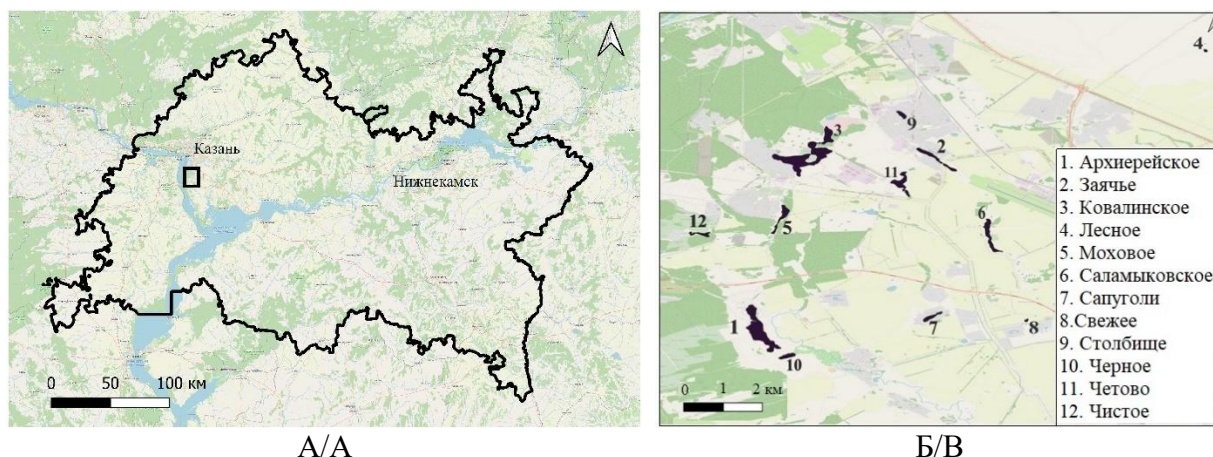 Казань
Нижнекамск
0 50 100 км
А/A
4
9
3
2
11
12
5
6
1
7
8
10
0 1 2 км
1. Архиерейское
2. Заячье
3. Ковалинское
4. Лесное
5. Моховое
6. Саламыковское
7. Сапуголи
8.Свежее
9. Столбище
10. Черное
11. Четово
12. Чистое
Б/B